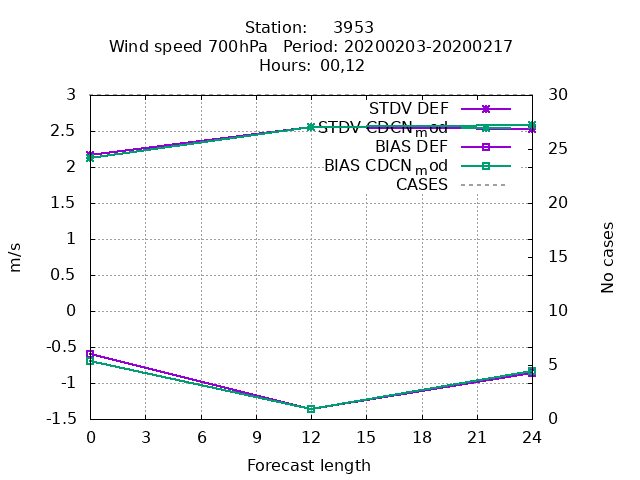 Station: 3953
Wind speed 700hPa Period: 20200203-20200217
Hours: 00,12
3
2.5
2
1.5
1
0.5
0
-0.5
-1
-1.5
m/s
STDV DEF
STDV CDCNmod
BIAS DEF
BIAS CDCNmod
CASES
30
25
20
15
10
5
0
No cases
0 3 6 9 12 15 18 21 24
Forecast length